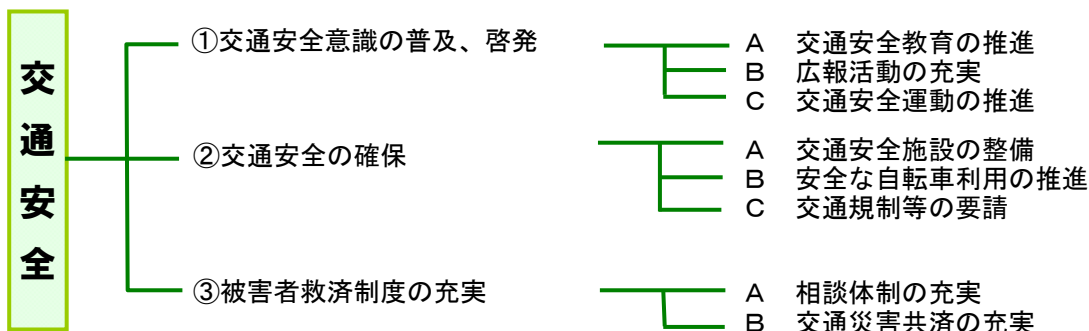 交通安全
①交通安全意識の普及、啓発
A 交通安全教育の推進
B 広報活動の充実
C 交通安全運動の推進
②交通安全の確保
A 交通安全施設の整備
B 安全な自転車利用の推進
C 交通規制等の要請
③被害者救済制度の充実
A 相談体制の充実
B 交通災害共済の充実